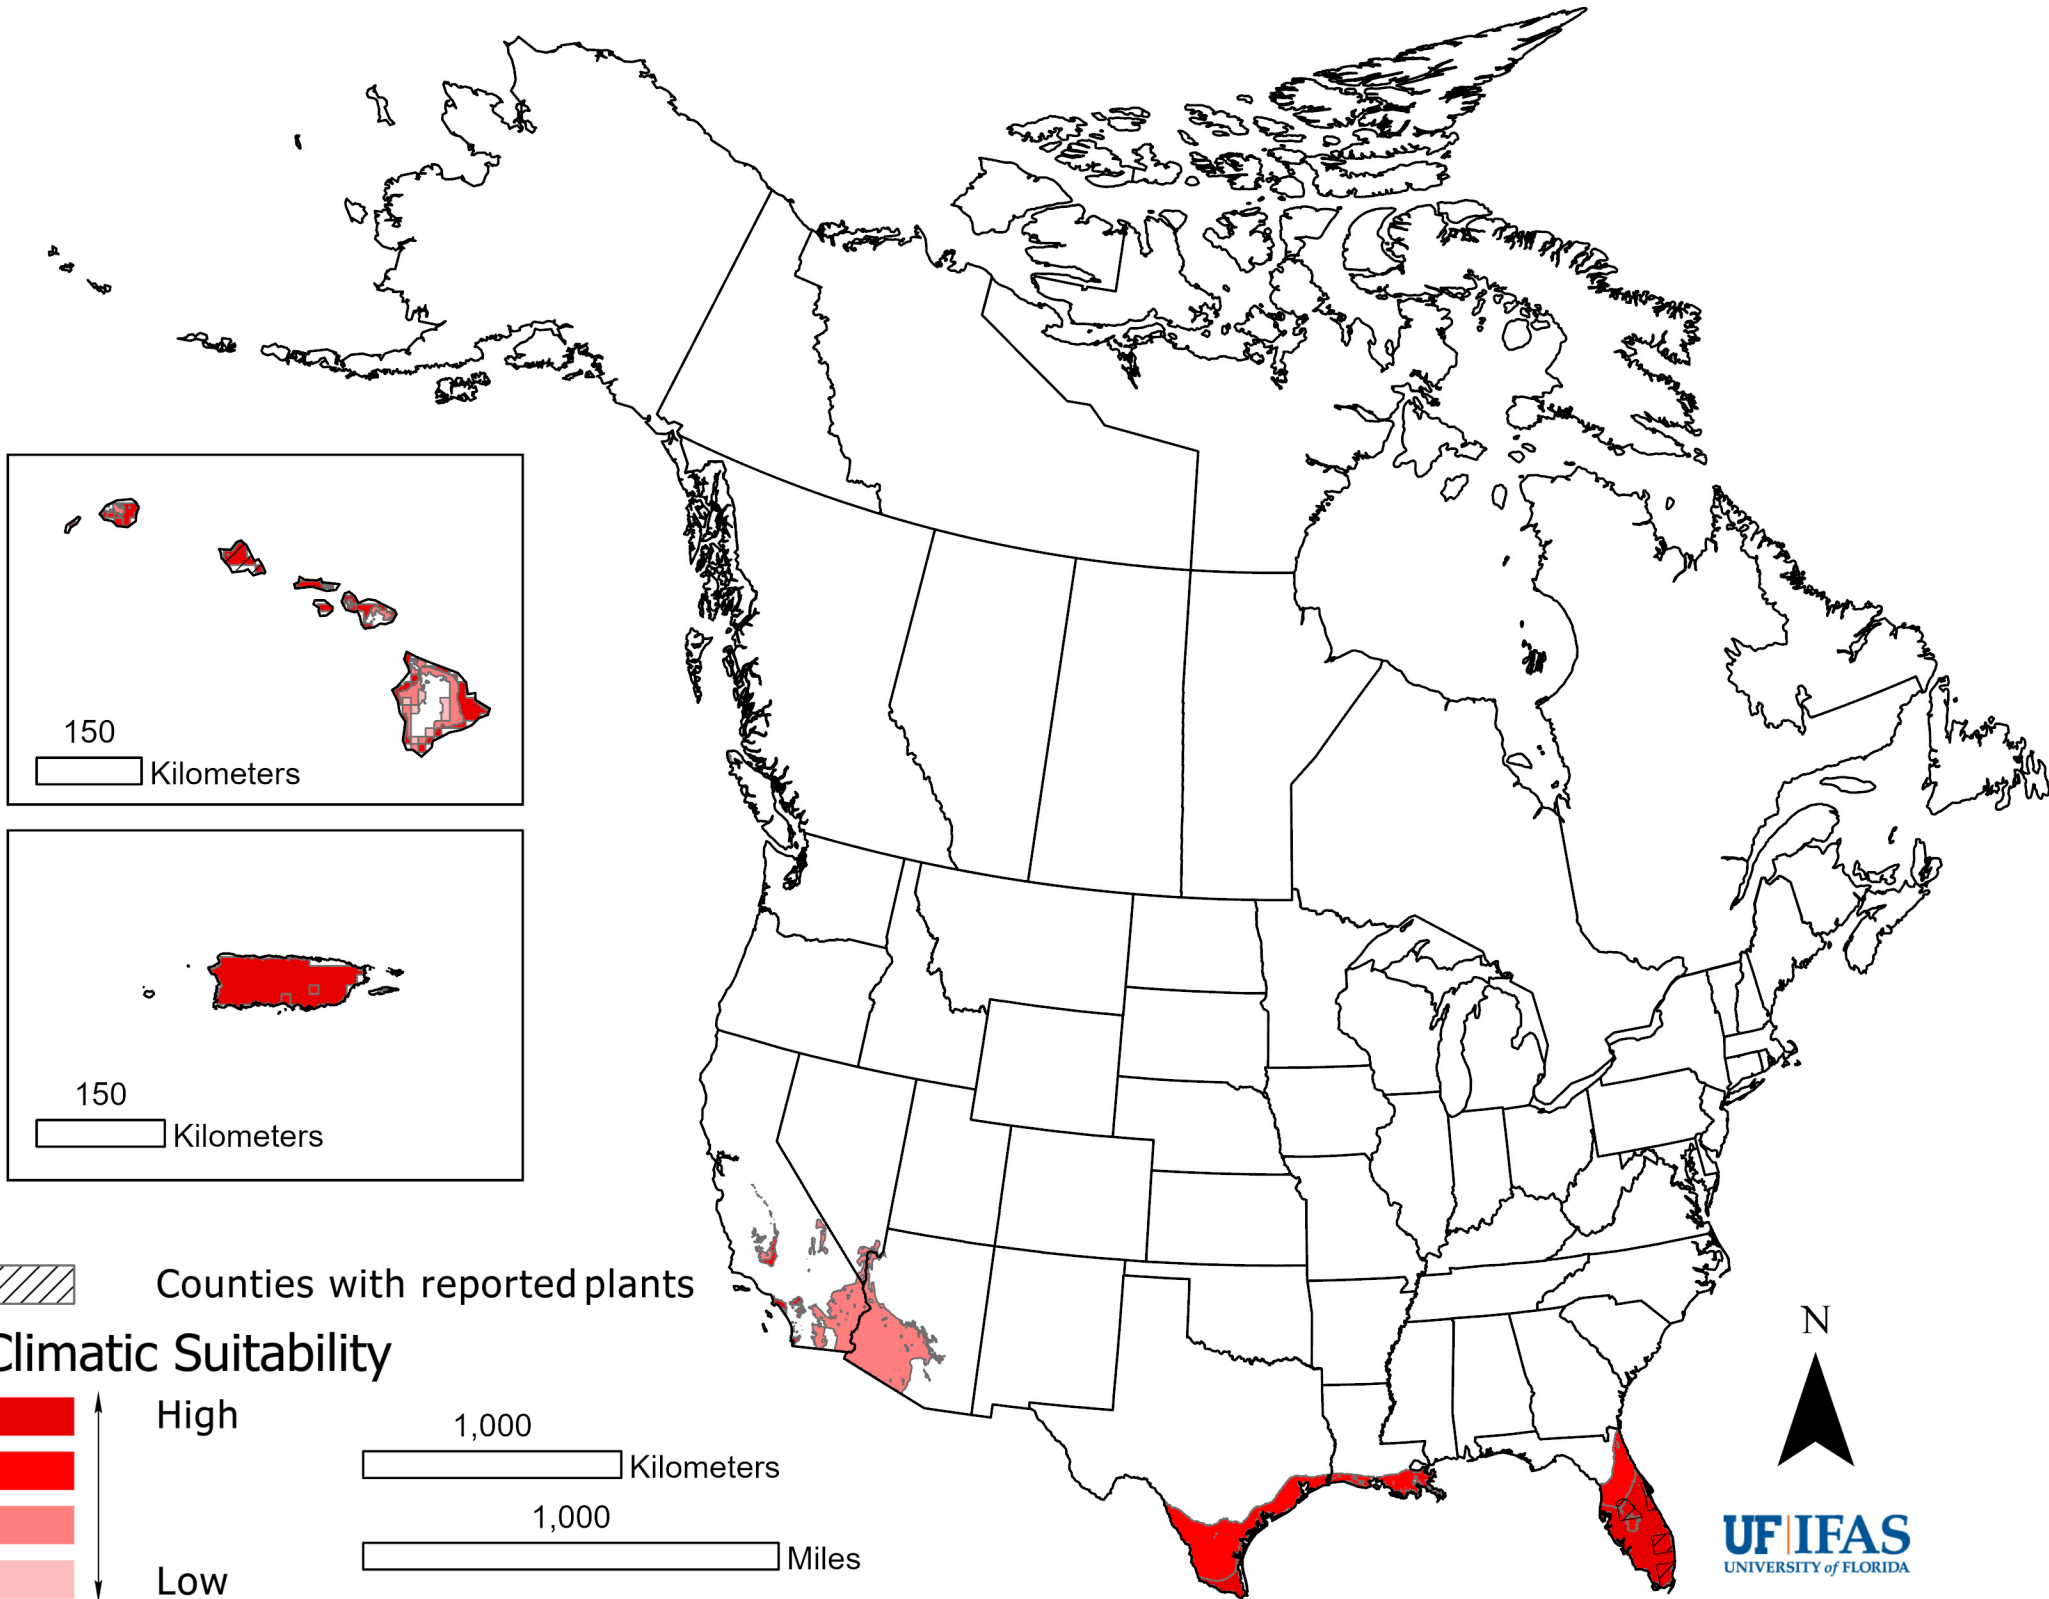 150
Kilometers
150
Kilometers
Counties with reported plants
Climatic Suitability
High
Low
1,000
Kilometers
1,000
Miles
N
UF|IFAS
UNIVERSITY of FLORIDA